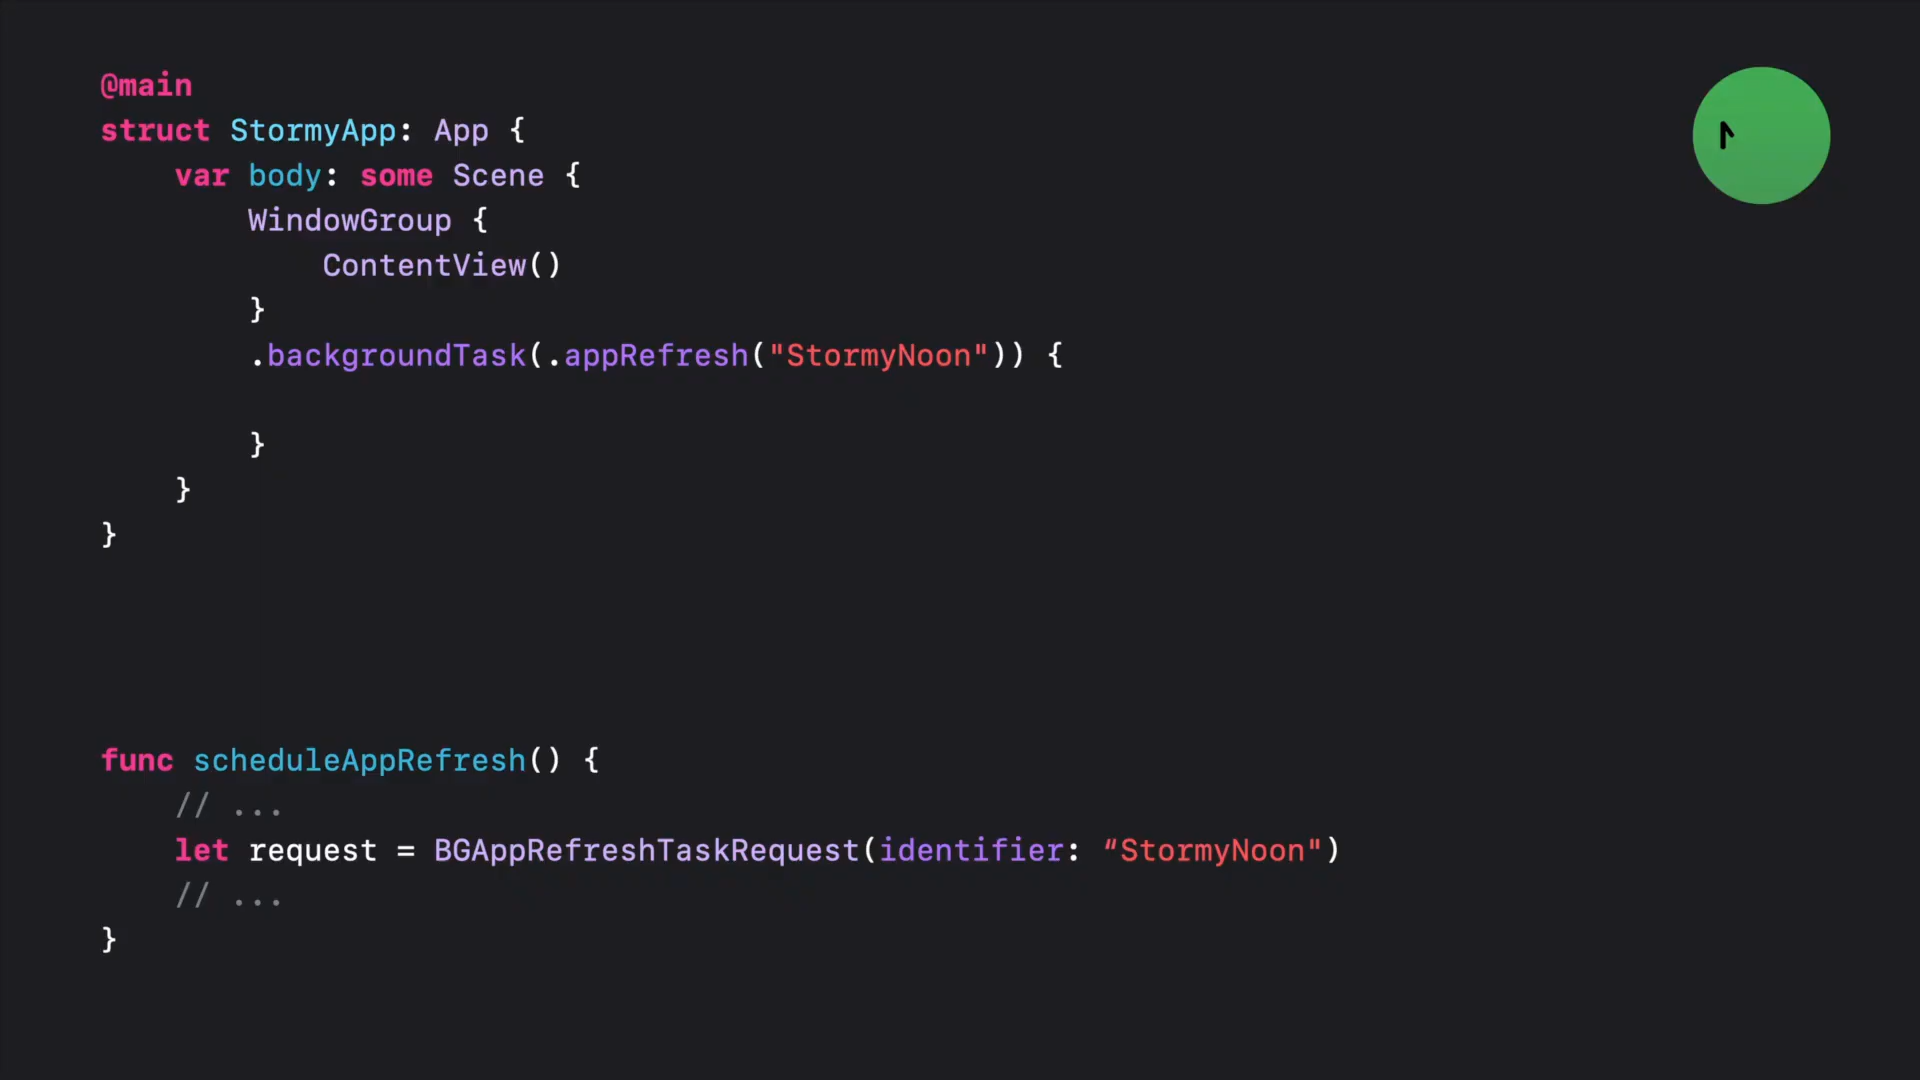 @main
struct StormyApp: App {
    var body: some Scene {
        WindowGroup {
            ContentView()
        }
        .backgroundTask(.appRefresh("StormyNoon")) {

        }
    }
}
func scheduleAppRefresh() {
    // ...
    let request = BGAppRefreshTaskRequest(identifier: “StormyNoon")
    // ...
}